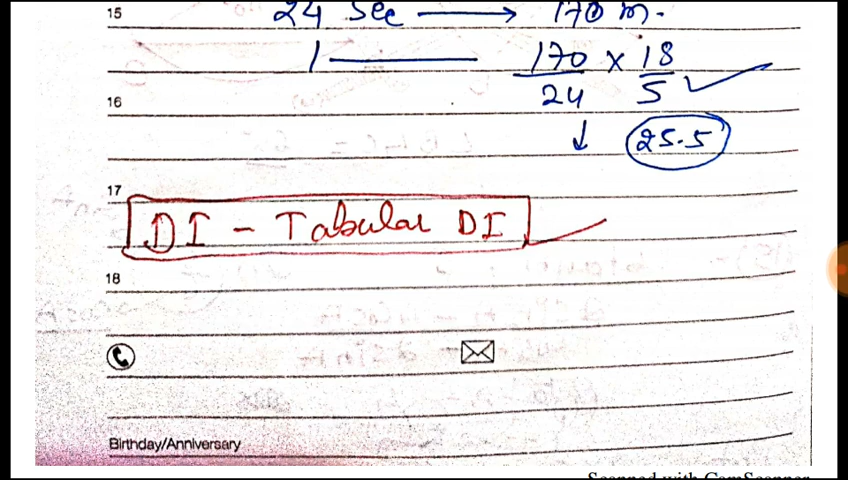 15
24 sec → 170 m.
1 — 170/24 × 18/5 ✓
16
↓ 25.5
17
DI - Tabular DI
18
Birthday/Anniversary